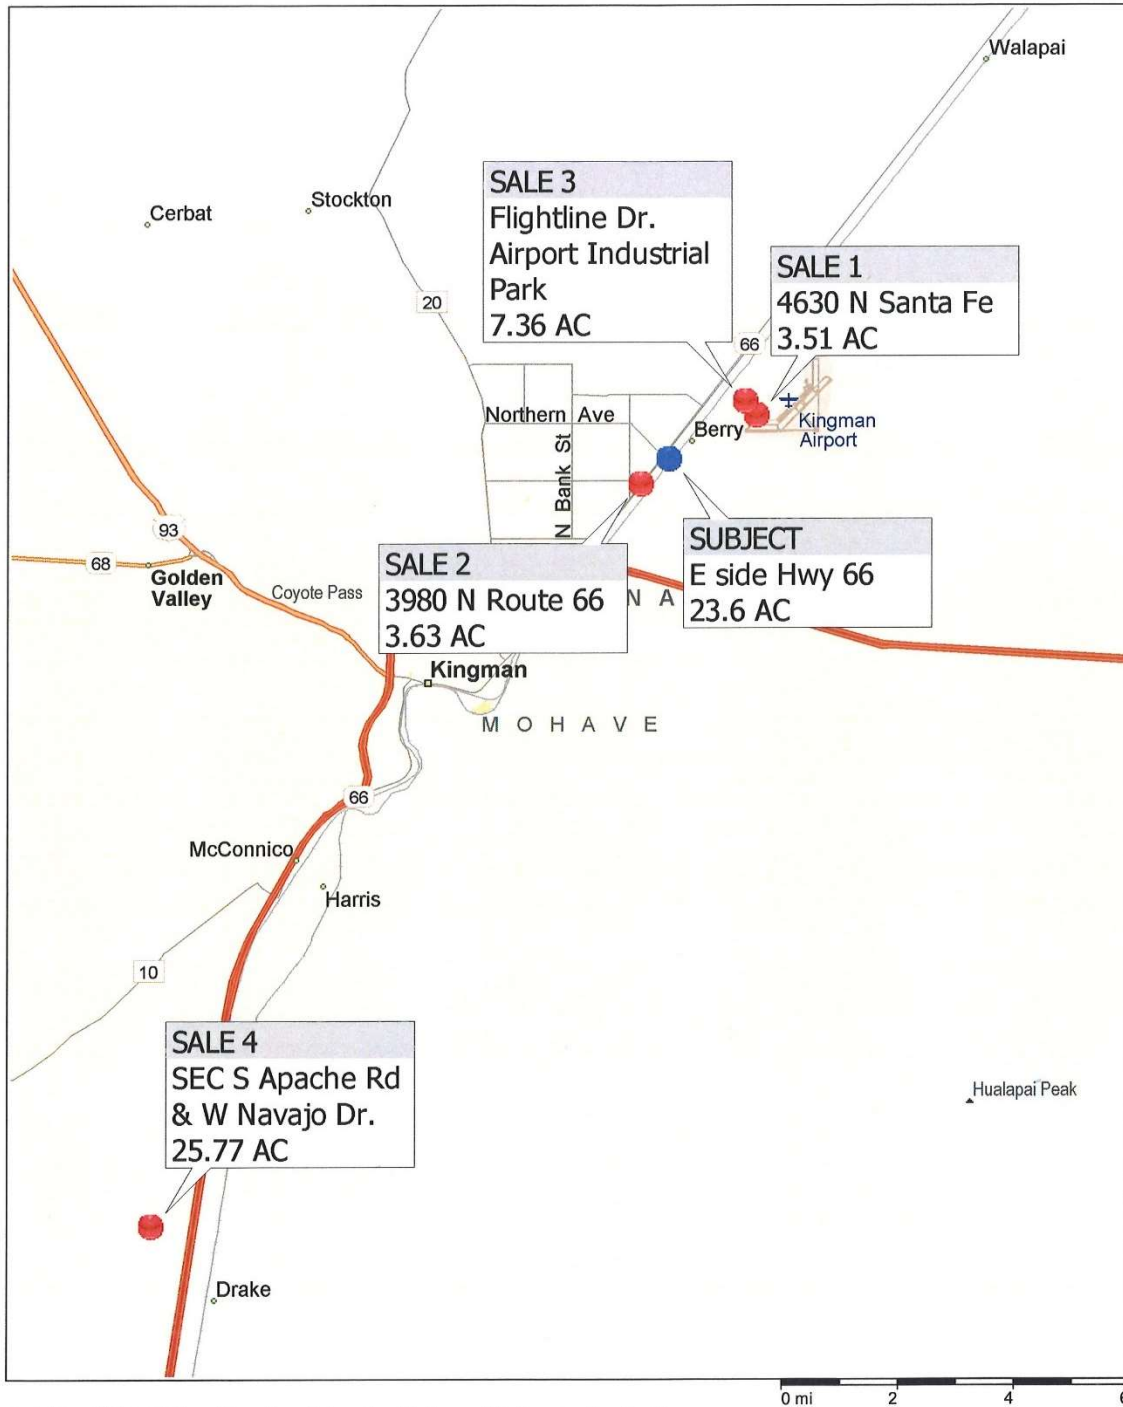 Walapai
Stockton
Cerbat
SALE 3
Flightline Dr.
Airport Industrial
Park
7.36 AC
SALE 1
4630 N Santa Fe
3.51 AC
20
66
Northern Ave
Berry
Kingman
Airport
N Bank St
93
68
Golden
Valley
Coyote Pass
SALE 2
3980 N Route 66
3.63 AC
SUBJECT
E side Hwy 66
23.6 AC
N A
Kingman
M O H A V E
66
McConnico
Harris
10
SALE 4
SEC S Apache Rd
& W Navajo Dr.
25.77 AC
Hualapai Peak
Drake
0 mi 2 4 6